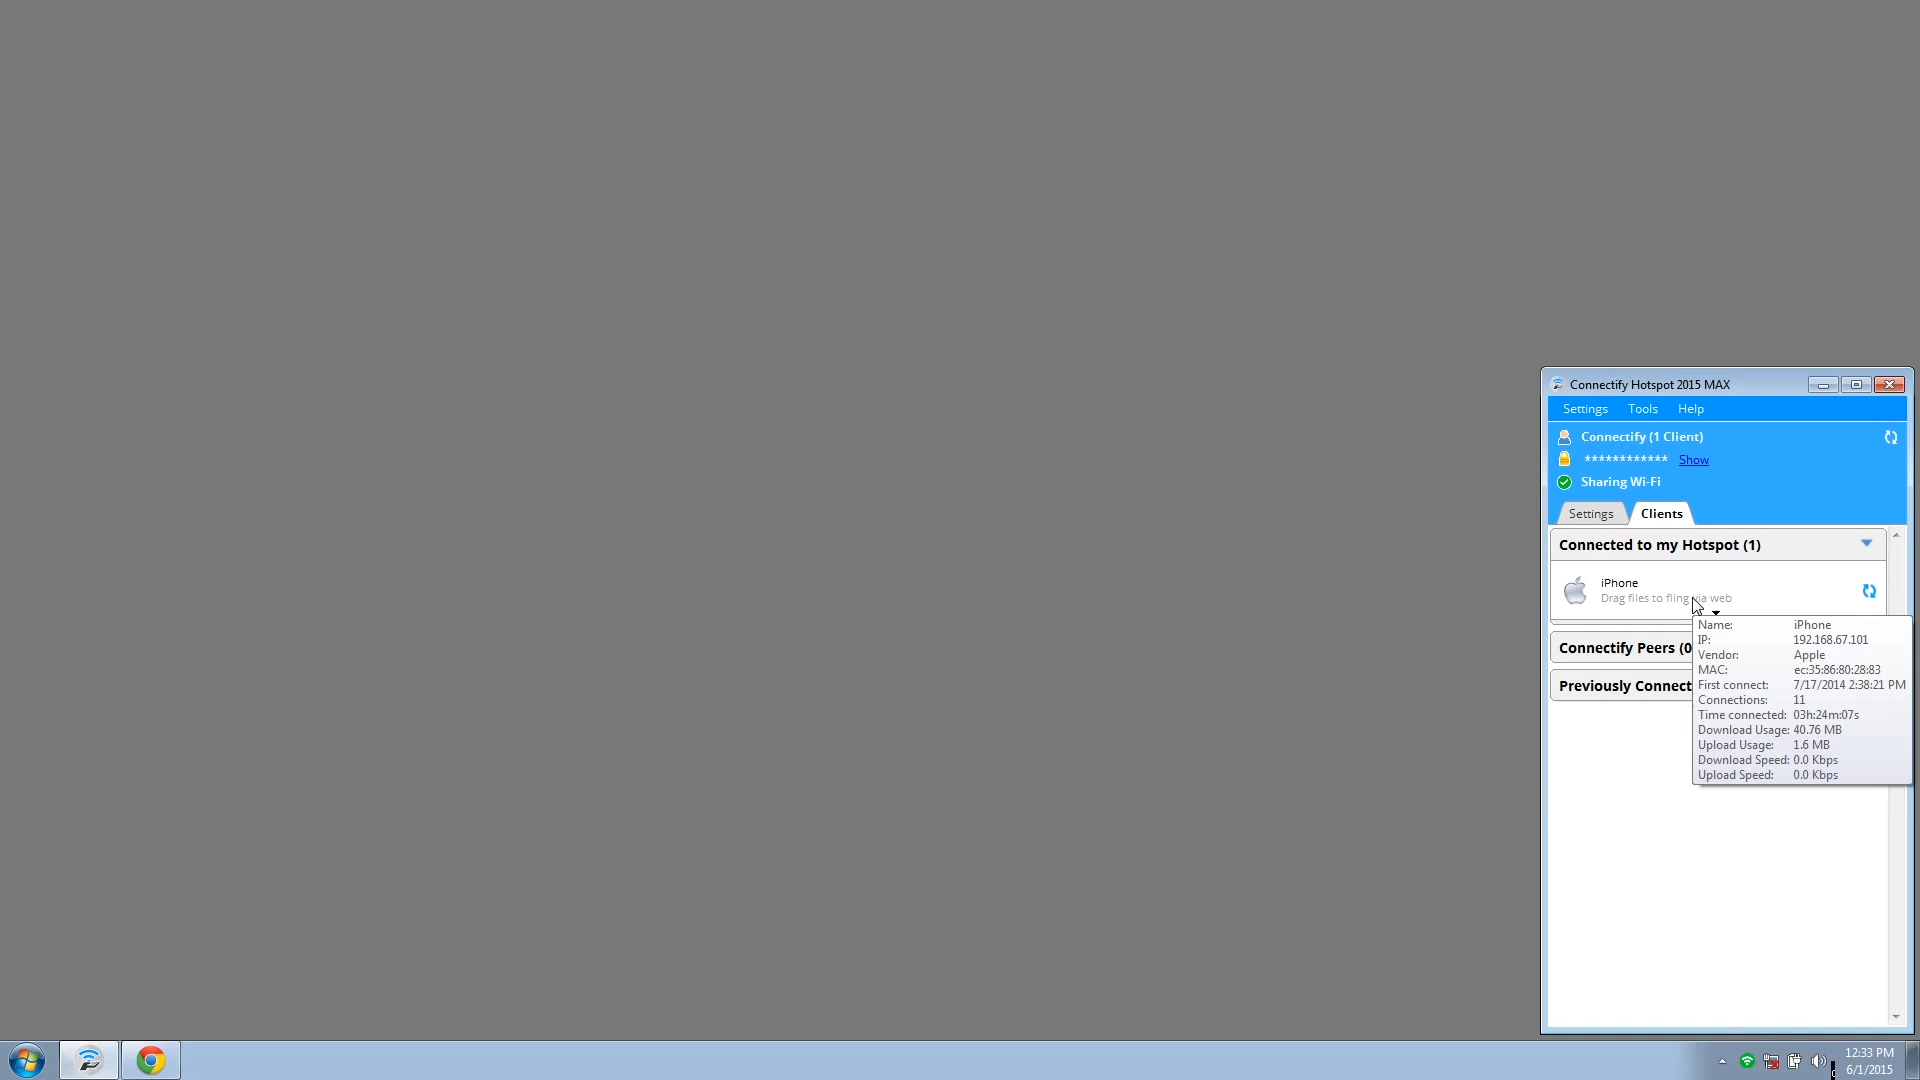 Connectify Hotspot 2015 MAX
Settings Tools Help
Connectify (1 Client)
************ Show
Sharing Wi-Fi
Settings Clients
Connected to my Hotspot (1)
iPhone
Drag files to fling via web
Connectify Peers (0
Previously Connect
Name: iPhone
IP: 192.168.67.101
Vendor: Apple
MAC: ec:35:86:80:28:83
First connect: 7/17/2014 2:38:21 PM
Connections: 11
Time connected: 03h:24m:07s
Download Usage: 40.76 MB
Upload Usage: 1.6 MB
Download Speed: 0.0 Kbps
Upload Speed: 0.0 Kbps
12:33 PM
6/1/2015